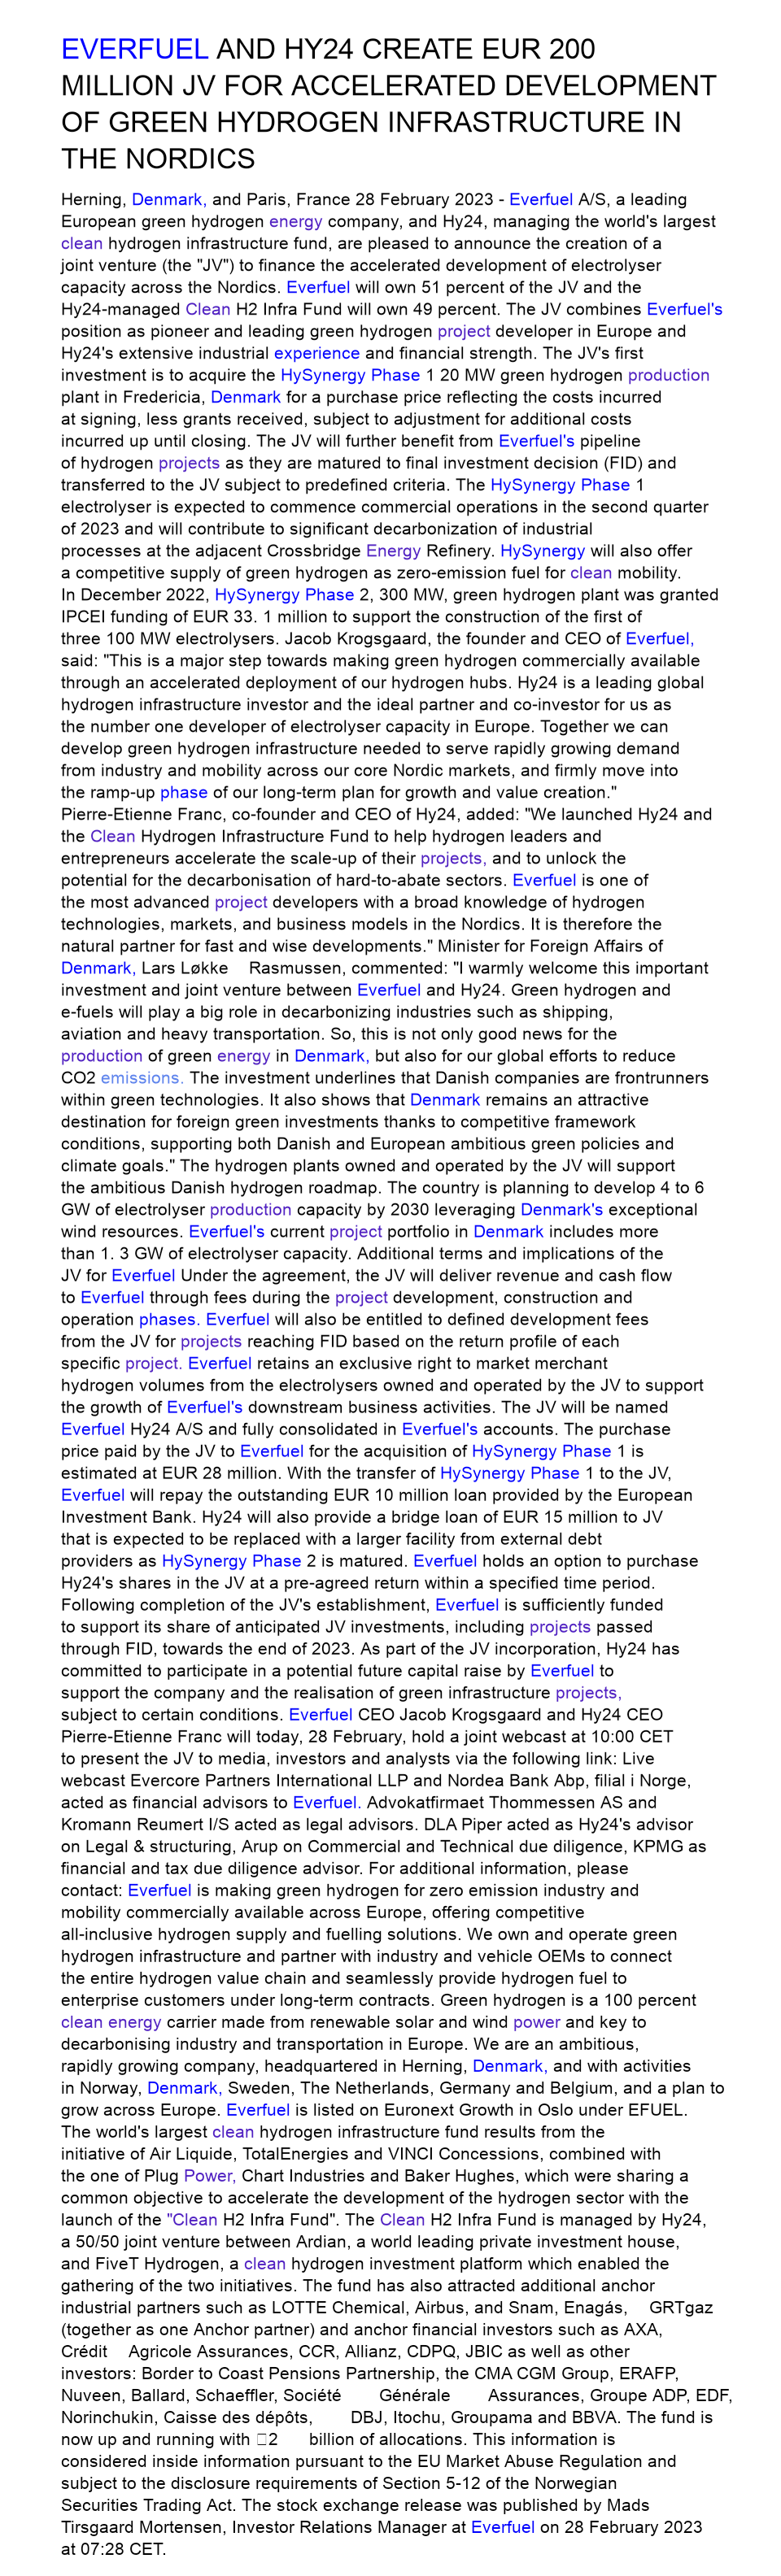 EVERFUEL AND HY24 CREATE EUR 200
MILLION JV FOR ACCELERATED DEVELOPMENT
OF GREEN HYDROGEN INFRASTRUCTURE IN
THE NORDICS
Herning, Denmark, and Paris, France 28 February 2023 - Everfuel A/S, a leading
European green hydrogen energy company, and Hy24, managing the world's largest
clean hydrogen infrastructure fund, are pleased to announce the creation of a
joint venture (the "JV") to finance the accelerated development of electrolyser
capacity across the Nordics. Everfuel will own 51 percent of the JV and the
Hy24-managed Clean H2 Infra Fund will own 49 percent. The JV combines Everfuel's
position as pioneer and leading green hydrogen project developer in Europe and
Hy24's extensive industrial experience and financial strength. The JV's first
investment is to acquire the HySynergy Phase 1 20 MW green hydrogen production
plant in Fredericia, Denmark for a purchase price reflecting the costs incurred
at signing, less grants received, subject to adjustment for additional costs
incurred up until closing. The JV will further benefit from Everfuel's pipeline
of hydrogen projects as they are matured to final investment decision (FID) and
transferred to the JV subject to predefined criteria. The HySynergy Phase 1
electrolyser is expected to commence commercial operations in the second quarter
of 2023 and will contribute to significant decarbonization of industrial
processes at the adjacent Crossbridge Energy Refinery. HySynergy will also offer
a competitive supply of green hydrogen as zero-emission fuel for clean mobility.
In December 2022, HySynergy Phase 2, 300 MW, green hydrogen plant was granted
IPCEI funding of EUR 33. 1 million to support the construction of the first of
three 100 MW electrolysers. Jacob Krogsgaard, the founder and CEO of Everfuel,
said: "This is a major step towards making green hydrogen commercially available
through an accelerated deployment of our hydrogen hubs. Hy24 is a leading global
hydrogen infrastructure investor and the ideal partner and co-investor for us as
the number one developer of electrolyser capacity in Europe. Together we can
develop green hydrogen infrastructure needed to serve rapidly growing demand
from industry and mobility across our core Nordic markets, and firmly move into
the ramp-up phase of our long-term plan for growth and value creation."
Pierre-Etienne Franc, co-founder and CEO of Hy24, added: "We launched Hy24 and
the Clean Hydrogen Infrastructure Fund to help hydrogen leaders and
entrepreneurs accelerate the scale-up of their projects, and to unlock the
potential for the decarbonisation of hard-to-abate sectors. Everfuel is one of
the most advanced project developers with a broad knowledge of hydrogen
technologies, markets, and business models in the Nordics. It is therefore the
natural partner for fast and wise developments." Minister for Foreign Affairs of
Denmark, Lars Løkke Rasmussen, commented: "I warmly welcome this important
investment and joint venture between Everfuel and Hy24. Green hydrogen and
e-fuels will play a big role in decarbonizing industries such as shipping,
aviation and heavy transportation. So, this is not only good news for the
production of green energy in Denmark, but also for our global efforts to reduce
CO2 emissions. The investment underlines that Danish companies are frontrunners
within green technologies. It also shows that Denmark remains an attractive
destination for foreign green investments thanks to competitive framework
conditions, supporting both Danish and European ambitious green policies and
climate goals." The hydrogen plants owned and operated by the JV will support
the ambitious Danish hydrogen roadmap. The country is planning to develop 4 to 6
GW of electrolyser production capacity by 2030 leveraging Denmark's exceptional
wind resources. Everfuel's current project portfolio in Denmark includes more
than 1. 3 GW of electrolyser capacity. Additional terms and implications of the
JV for Everfuel Under the agreement, the JV will deliver revenue and cash flow
to Everfuel through fees during the project development, construction and
operation phases. Everfuel will also be entitled to defined development fees
from the JV for projects reaching FID based on the return profile of each
specific project. Everfuel retains an exclusive right to market merchant
hydrogen volumes from the electrolysers owned and operated by the JV to support
the growth of Everfuel's downstream business activities. The JV will be named
Everfuel Hy24 A/S and fully consolidated in Everfuel's accounts. The purchase
price paid by the JV to Everfuel for the acquisition of HySynergy Phase 1 is
estimated at EUR 28 million. With the transfer of HySynergy Phase 1 to the JV,
Everfuel will repay the outstanding EUR 10 million loan provided by the European
Investment Bank. Hy24 will also provide a bridge loan of EUR 15 million to JV
that is expected to be replaced with a larger facility from external debt
providers as HySynergy Phase 2 is matured. Everfuel holds an option to purchase
Hy24's shares in the JV at a pre-agreed return within a specified time period.
Following completion of the JV's establishment, Everfuel is sufficiently funded
to support its share of anticipated JV investments, including projects passed
through FID, towards the end of 2023. As part of the JV incorporation, Hy24 has
committed to participate in a potential future capital raise by Everfuel to
support the company and the realisation of green infrastructure projects,
subject to certain conditions. Everfuel CEO Jacob Krogsgaard and Hy24 CEO
Pierre-Etienne Franc will today, 28 February, hold a joint webcast at 10:00 CET
to present the JV to media, investors and analysts via the following link: Live
webcast Evercore Partners International LLP and Nordea Bank Abp, filial i Norge,
acted as financial advisors to Everfuel. Advokatfirmaet Thommessen AS and
Kromann Reumert I/S acted as legal advisors. DLA Piper acted as Hy24's advisor
on Legal & structuring, Arup on Commercial and Technical due diligence, KPMG as
financial and tax due diligence advisor. For additional information, please
contact: Everfuel is making green hydrogen for zero emission industry and
mobility commercially available across Europe, offering competitive
all-inclusive hydrogen supply and fuelling solutions. We own and operate green
hydrogen infrastructure and partner with industry and vehicle OEMs to connect
the entire hydrogen value chain and seamlessly provide hydrogen fuel to
enterprise customers under long-term contracts. Green hydrogen is a 100 percent
clean energy carrier made from renewable solar and wind power and key to
decarbonising industry and transportation in Europe. We are an ambitious,
rapidly growing company, headquartered in Herning, Denmark, and with activities
in Norway, Denmark, Sweden, The Netherlands, Germany and Belgium, and a plan to
grow across Europe. Everfuel is listed on Euronext Growth in Oslo under EFUEL.
The world's largest clean hydrogen infrastructure fund results from the
initiative of Air Liquide, TotalEnergies and VINCI Concessions, combined with
the one of Plug Power, Chart Industries and Baker Hughes, which were sharing a
common objective to accelerate the development of the hydrogen sector with the
launch of the "Clean H2 Infra Fund". The Clean H2 Infra Fund is managed by Hy24,
a 50/50 joint venture between Ardian, a world leading private investment house,
and FiveT Hydrogen, a clean hydrogen investment platform which enabled the
gathering of the two initiatives. The fund has also attracted additional anchor
industrial partners such as LOTTE Chemical, Airbus, and Snam, Enagás, GRTgaz
(together as one Anchor partner) and anchor financial investors such as AXA,
Crédit Agricole Assurances, CCR, Allianz, CDPQ, JBIC as well as other
investors: Border to Coast Pensions Partnership, the CMA CGM Group, ERAFP,
Nuveen, Ballard, Schaeffler, Société Générale Assurances, Groupe ADP, EDF,
Norinchukin, Caisse des dépôts, DBJ, Itochu, Groupama and BBVA. The fund is
now up and running with 2 billion of allocations. This information is
considered inside information pursuant to the EU Market Abuse Regulation and
subject to the disclosure requirements of Section 5-12 of the Norwegian
Securities Trading Act. The stock exchange release was published by Mads
Tirsgaard Mortensen, Investor Relations Manager at Everfuel on 28 February 2023
at 07:28 CET.